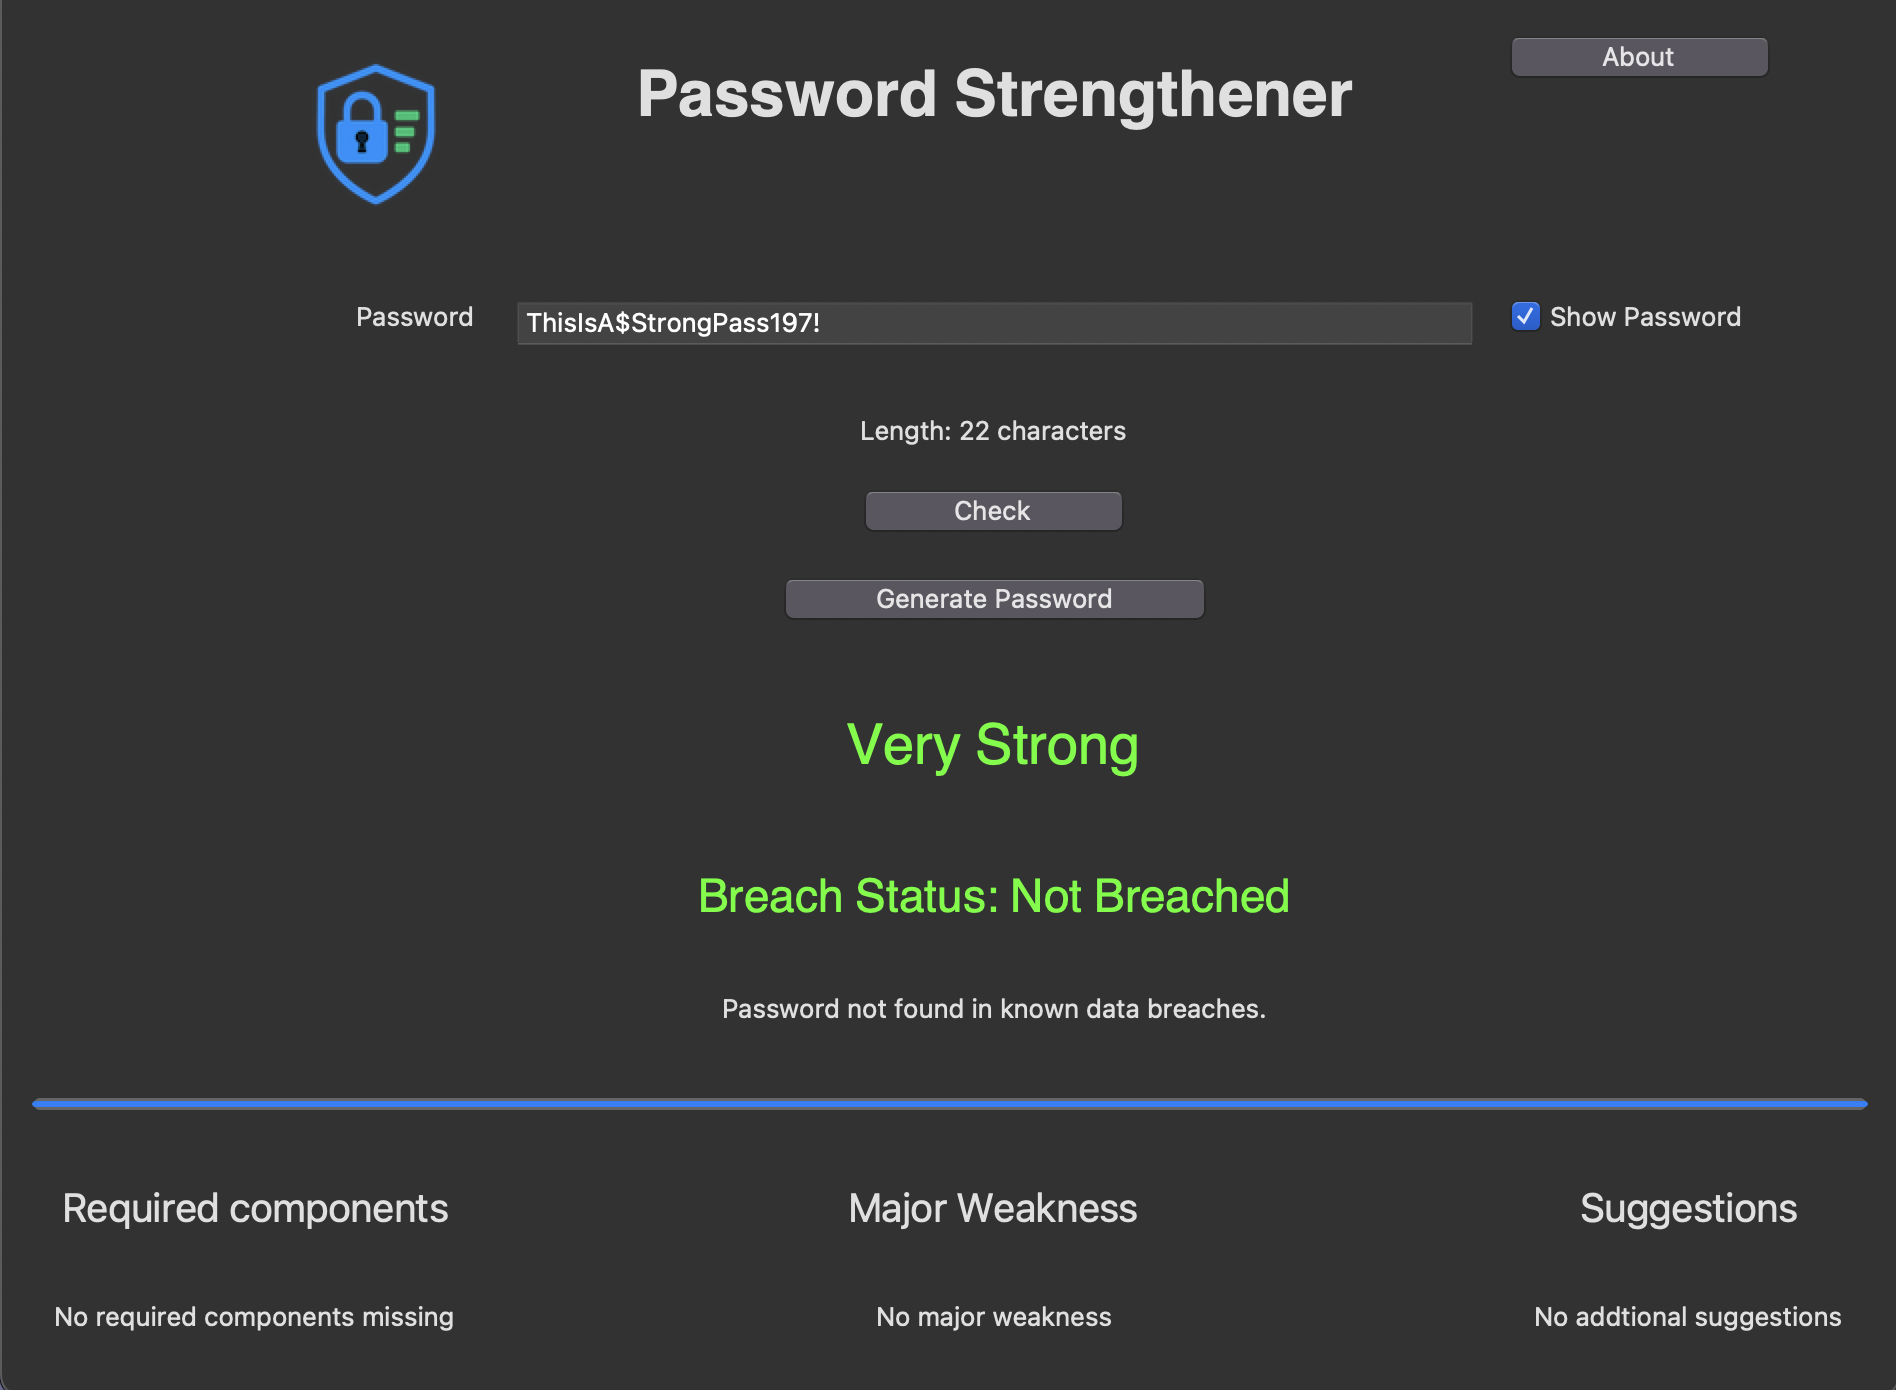 About
Password Strengthener
Password
ThisIsA$StrongPass197!
Show Password
Length: 22 characters
Check
Generate Password
Very Strong
Breach Status: Not Breached
Password not found in known data breaches.
Required components
Major Weakness
Suggestions
No required components missing
No major weakness
No addtional suggestions